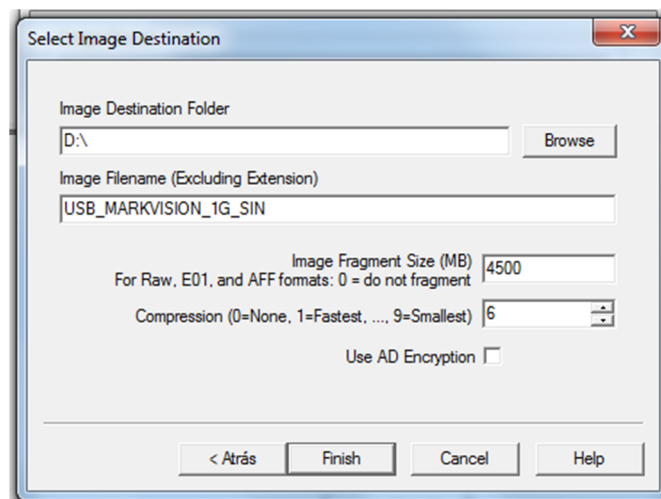 Select Image Destination
Image Destination Folder
D:\
Browse
Image Filename (Excluding Extension)
USB_MARKVISION_1G_SIN
Image Fragment Size (MB)
For Raw, E01, and AFF formats: 0 = do not fragment
4500
Compression (0=None, 1=Fastest, ..., 9=Smallest)
6
Use AD Encryption
< Atrás
Finish
Cancel
Help